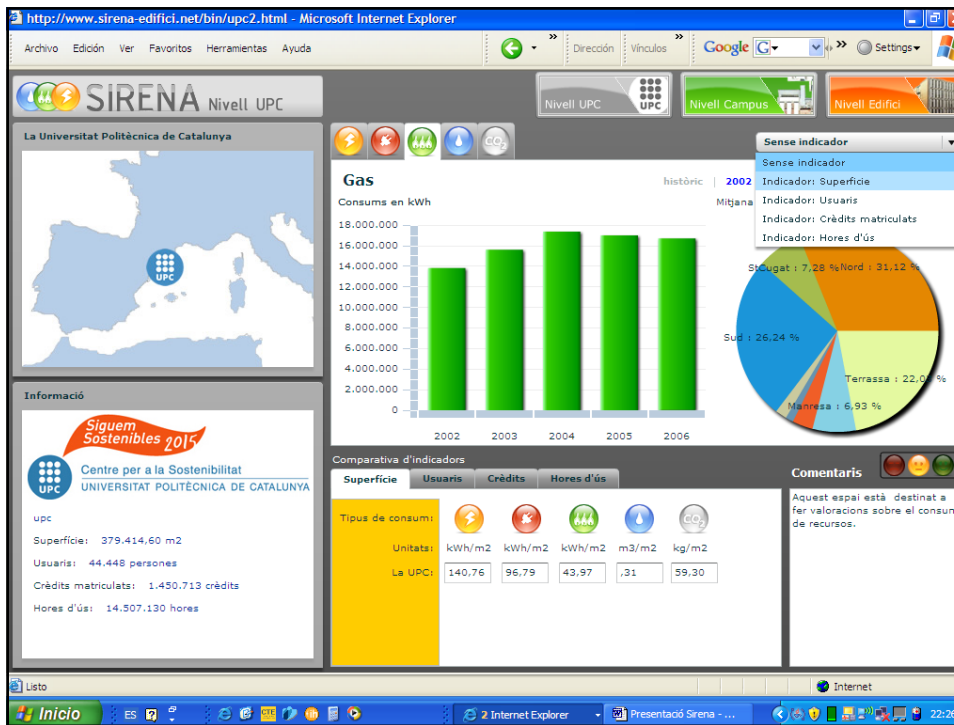 http://www.sirena-edifici.net/bin/upc2.html - Microsoft Internet Explorer
Archivo Edición Ver Favoritos Herramientas Ayuda
Dirección Vínculos Google G Settings
SIRENA Nivell UPC
Nivell UPC UPC Nivell Campus Nivell Edifici
La Universitat Politècnica de Catalunya
UPC
CO2
Sense indicador
Sense indicador
Indicador: Superficie
Indicador: Usuaris
Indicador: Crèdits matriculats
Indicador: Hores d'ús
Gas
històric | 2002
Consums en kWh
Mitjana
18.000.000
16.000.000
14.000.000
12.000.000
10.000.000
8.000.000
6.000.000
4.000.000
2.000.000
0
2002 2003 2004 2005 2006
StCugat : 7,28 %
Nord : 31,12 %
Sud : 26,24 %
Terrassa : 22,0 %
Manresa : 6,93 %
Informació
Siguem
Sostenibles 2015
UPC
Centre per a la Sostenibilitat
UNIVERSITAT POLITÈCNICA DE CATALUNYA
upc
Superfície: 379.414,60 m2
Usuaris: 44.448 persones
Crèdits matriculats: 1.450.713 crèdits
Hores d'ús: 14.507.130 hores
Comparativa d'indicadors
Superfície Usuaris Crèdits Hores d'ús
Tipus de consum: CO2
Unitats: kWh/m2 kWh/m2 kWh/m2 m3/m2 kg/m2
La UPC: 140,76 96,79 43,97 ,31 59,30
Comentaris
Aquest espai està destinat a
fer valoracions sobre el consum
de recursos.
Listo
Internet
Inicio ES CTE 2 Internet Explorer Presentació Sirena - ... 22:26